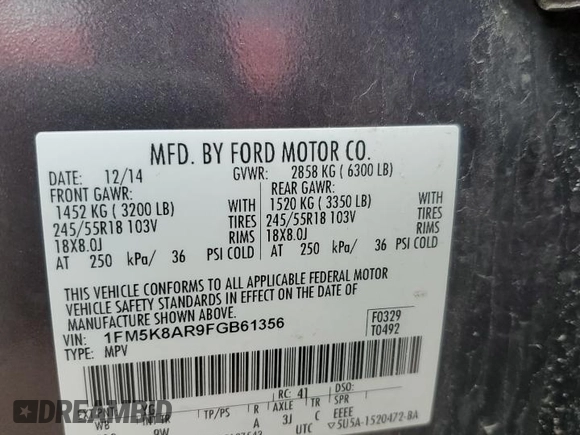 MFD. BY FORD MOTOR CO.
DATE: 12/14 GVWR: 2858 KG ( 6300 LB)
FRONT GAWR: REAR GAWR:
1452 KG ( 3200 LB) WITH 1520 KG ( 3350 LB) WITH
245/55R18 103V TIRES 245/55R18 103V TIRES
18X8.0J RIMS 18X8.0J RIMS
AT 250 kPa/ 36 PSI COLD AT 250 kPa/ 36 PSI COLD
THIS VEHICLE CONFORMS TO ALL APPLICABLE FEDERAL MOTOR
VEHICLE SAFETY STANDARDS IN EFFECT ON THE DATE OF
MANUFACTURE SHOWN ABOVE.
VIN: 1FM5K8AR9FGB61356 F0329
TYPE: MPV T0492
RC: 41 DSO:
WB INT TR TP/PS R AXLE TR SPR
A 3J C EEEE
UTC 5U5A-1520472-BA
DREAMBID